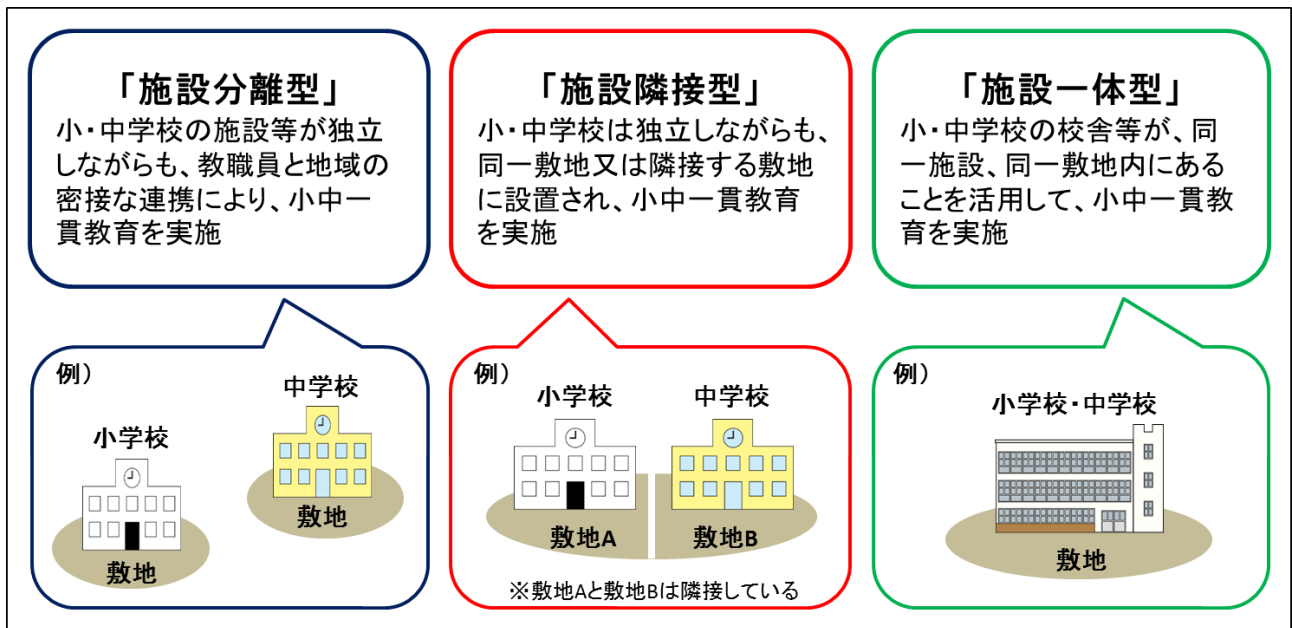 「施設分離型」
小・中学校の施設等が独立
しながらも、教職員と地域の
密接な連携により、小中一
貫教育を実施
「施設隣接型」
小・中学校は独立しながらも、
同一敷地又は隣接する敷地
に設置され、小中一貫教育
を実施
「施設一体型」
小・中学校の校舎等が、同
一施設、同一敷地内にある
ことを活用して、小中一貫教
育を実施
例）
中学校
小学校
敷地
敷地
例）
小学校
中学校
敷地A
敷地B
※敷地Aと敷地Bは隣接している
例）
小学校・中学校
敷地